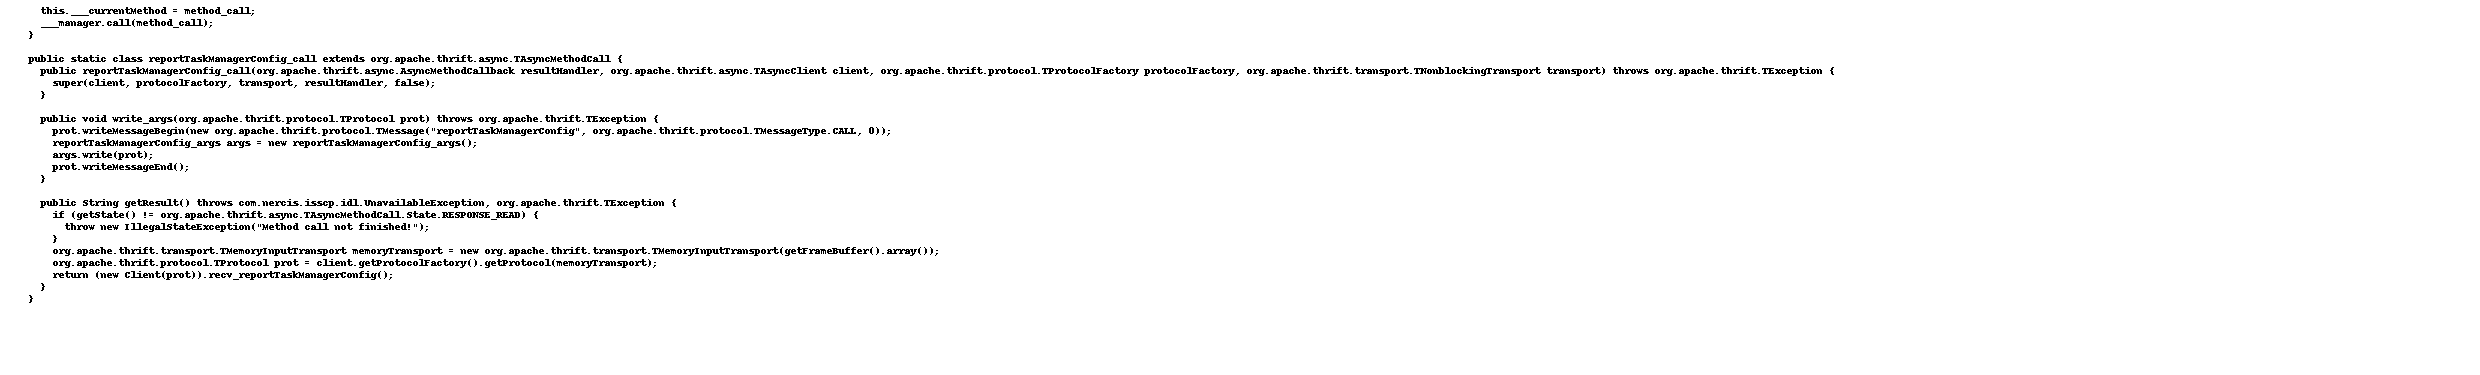 this.___currentMethod = method_call;
___manager.call(method_call);
}
public static class reportTaskManagerConfig_call extends org.apache.thrift.async.TAsyncMethodCall {
public reportTaskManagerConfig_call(org.apache.thrift.async.AsyncMethodCallback resultHandler, org.apache.thrift.async.TAsyncClient client, org.apache.thrift.protocol.TProtocolFactory protocolFactory, org.apache.thrift.transport.TNonblockingTransport transport) throws org.apache.thrift.TException {
super(client, protocolFactory, transport, resultHandler, false);
}
public void write_args(org.apache.thrift.protocol.TProtocol prot) throws org.apache.thrift.TException {
prot.writeMessageBegin(new org.apache.thrift.protocol.TMessage("reportTaskManagerConfig", org.apache.thrift.protocol.TMessageType.CALL, 0));
reportTaskManagerConfig_args args = new reportTaskManagerConfig_args();
args.write(prot);
prot.writeMessageEnd();
}
public String getResult() throws com.nercis.isscp.idl.UnavailableException, org.apache.thrift.TException {
if (getState() != org.apache.thrift.async.TAsyncMethodCall.State.RESPONSE_READ) {
throw new IllegalStateException("Method call not finished!");
}
org.apache.thrift.transport.TMemoryInputTransport memoryTransport = new org.apache.thrift.transport.TMemoryInputTransport(getFrameBuffer().array());
org.apache.thrift.protocol.TProtocol prot = client.getProtocolFactory().getProtocol(memoryTransport);
return (new Client(prot)).recv_reportTaskManagerConfig();
}
}